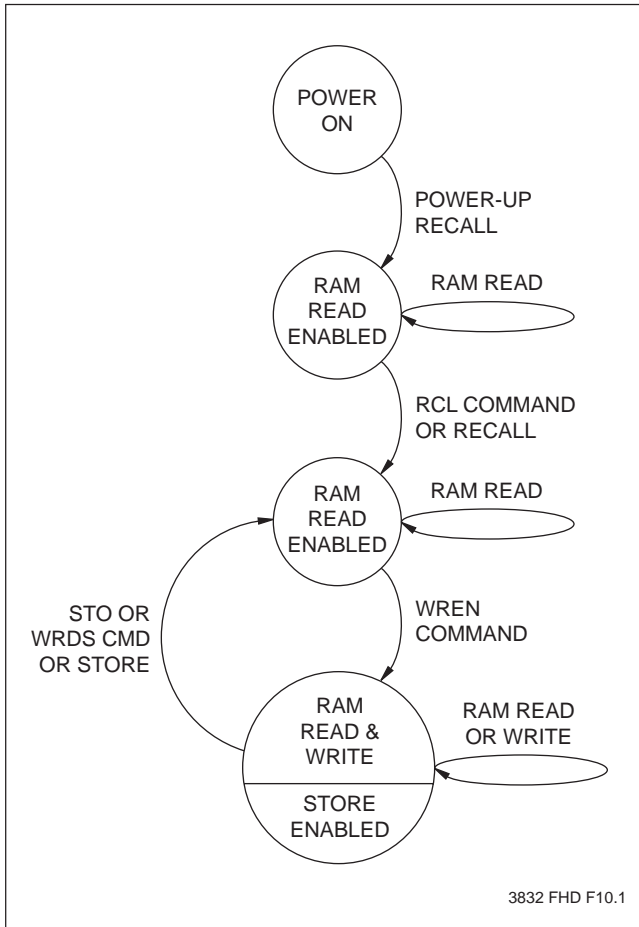 POWER
ON
POWER-UP
RECALL
RAM
READ
ENABLED
RAM READ
RCL COMMAND
OR RECALL
RAM
READ
ENABLED
RAM READ
STO OR
WRDS CMD
OR STORE
WREN
COMMAND
RAM
READ &
WRITE
RAM READ
OR WRITE
STORE
ENABLED
3832 FHD F10.1